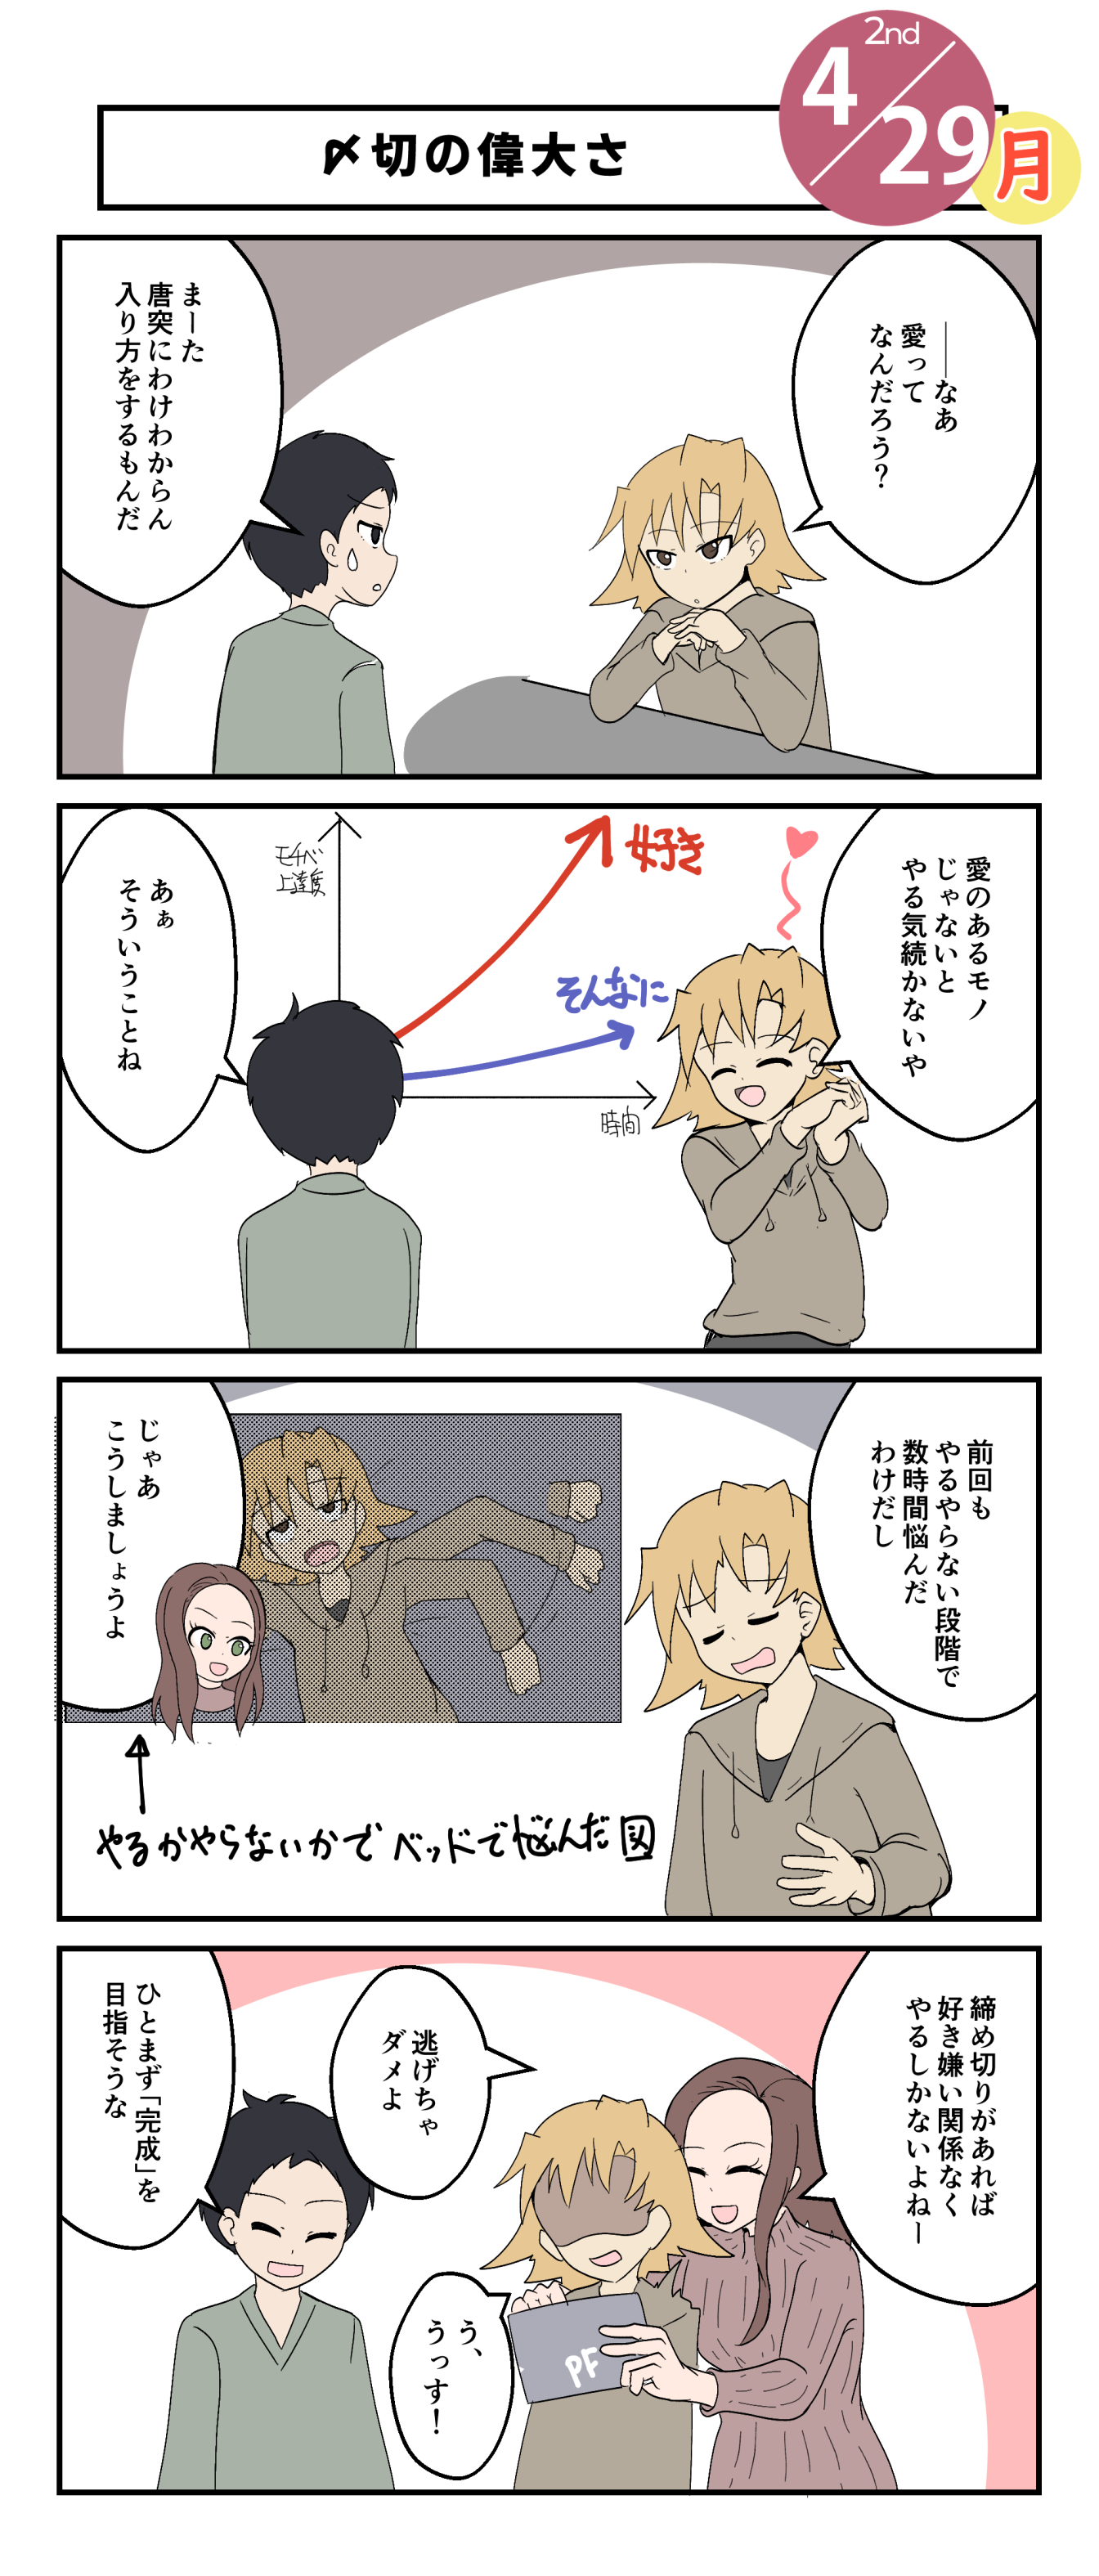 2nd
4/29
月
〆切の偉大さ
――なあ
愛って
なんだろう？
まーた
唐突にわけわからん
入り方をするもんだ
愛のあるモノ
じゃないと
やる気続かないや
好き
そんなに
モチベ
上達度
時間
あぁ
そういうことね
前回も
やるやらない段階で
数時間悩んだ
わけだし
じゃあ
こうしましょうよ
やるかやらないかでベッドで悩んだ図
締め切りがあれば
好き嫌い関係なく
やるしかないよねー
逃げちゃ
ダメよ
う、
うっす！
PF
ひとまず「完成」を
目指そうな